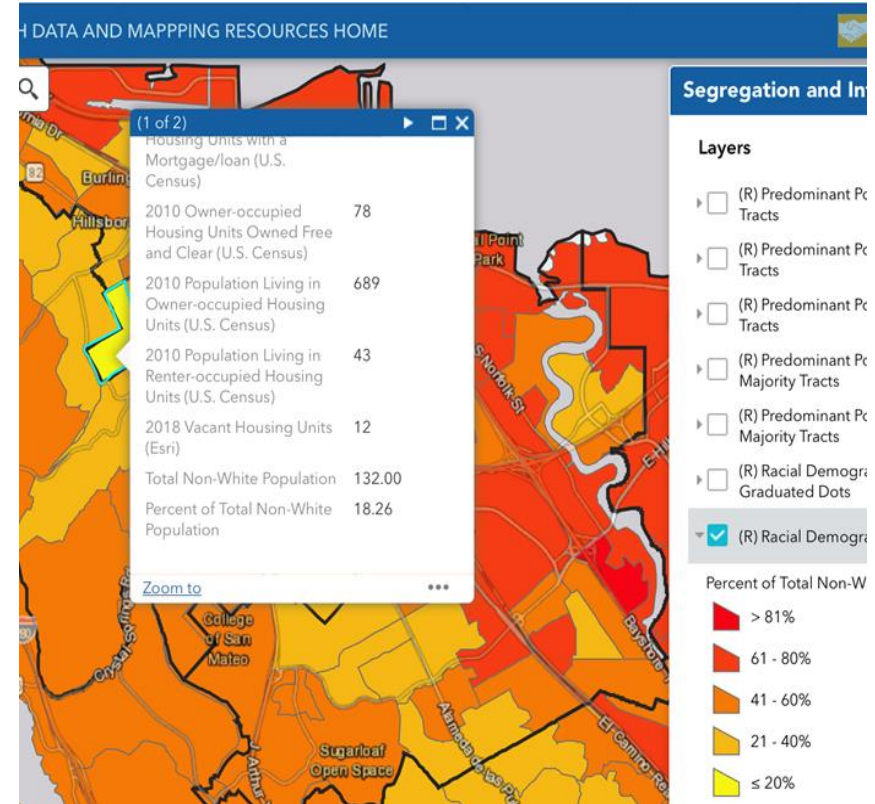 DATA AND MAPPPING RESOURCES HOME
(1 of 2)
Housing Units with a
Mortgage/loan (U.S.
Census)
2010 Owner-occupied
Housing Units Owned Free
and Clear (U.S. Census)
78
2010 Population Living in
Owner-occupied Housing
Units (U.S. Census)
689
2010 Population Living in
Renter-occupied Housing
Units (U.S. Census)
43
2018 Vacant Housing Units
(Esri)
12
Total Non-White Population 132.00
Percent of Total Non-White
Population
18.26
Zoom to
82
Burlin
Hillsbor
Point
Park
S Norfolk St
Bayshore
College
of San
Mateo
Crystal Springs
Sugarloaf
Open Space
J Arthur
Alameda de las
El Camino Re
Segregation and In
Layers
(R) Predominant Po
Tracts
(R) Predominant Po
Tracts
(R) Predominant Po
Tracts
(R) Predominant Po
Majority Tracts
(R) Predominant Po
Majority Tracts
(R) Racial Demogra
Graduated Dots
(R) Racial Demogra
Percent of Total Non-W
> 81%
61 - 80%
41 - 60%
21 - 40%
≤ 20%